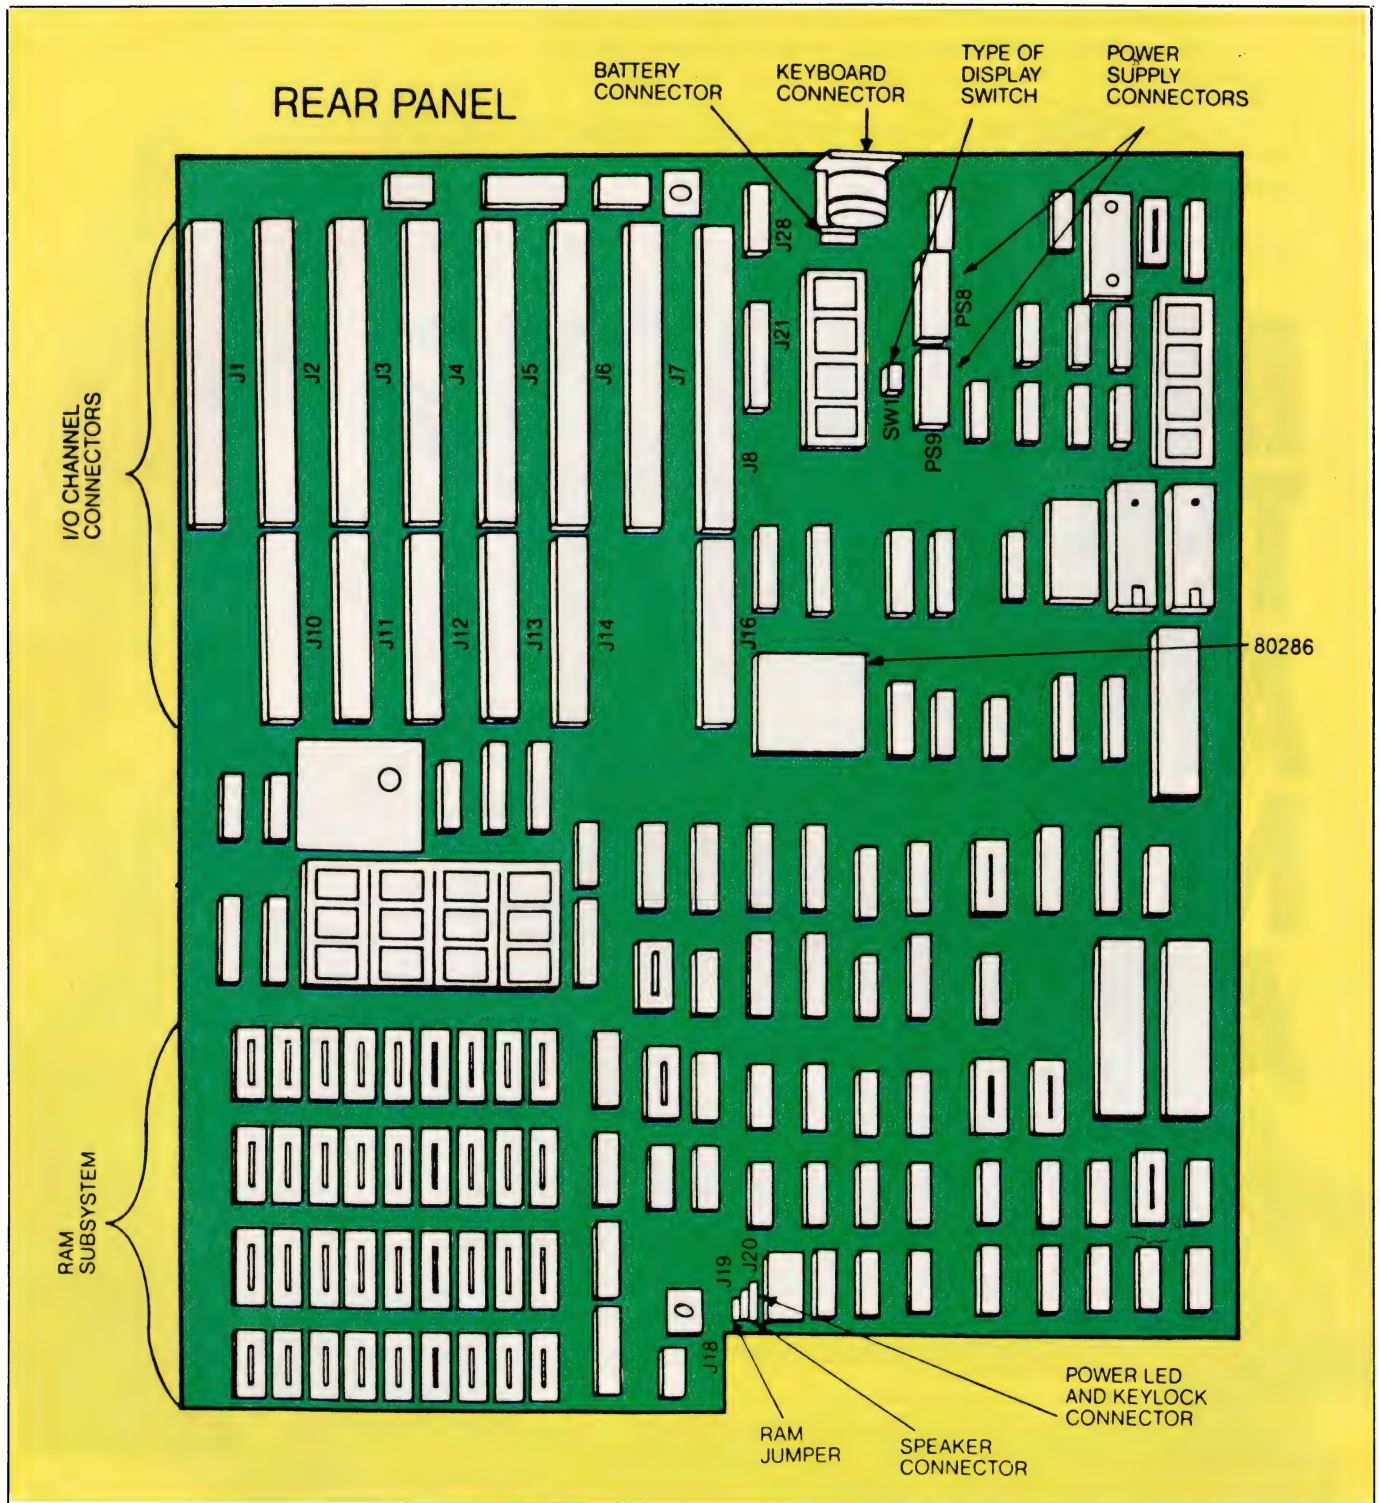 REAR PANEL
BATTERY
CONNECTOR
KEYBOARD
CONNECTOR
TYPE OF
DISPLAY
SWITCH
POWER
SUPPLY
CONNECTORS
I/O CHANNEL
CONNECTORS
J1
J2
J3
J4
J5
J6
J7
J8
J28
J21
SW1
PS8
PS9
J10
J11
J12
J13
J14
J16
80286
RAM
SUBSYSTEM
J18
J19
J20
RAM
JUMPER
SPEAKER
CONNECTOR
POWER LED
AND KEYLOCK
CONNECTOR